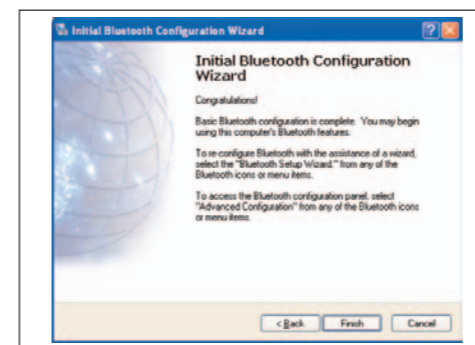 Initial Bluetooth Configuration Wizard
Initial Bluetooth Configuration
Wizard
Congratulations!
Basic Bluetooth configuration is complete. You may begin
using this computer's Bluetooth features.
To re-configure Bluetooth with the assistance of a wizard,
select the "Bluetooth Setup Wizard." from any of the
Bluetooth icons or menu items.
To access the Bluetooth configuration panel, select
"Advanced Configuration" from any of the Bluetooth icons
or menu items.
< Back Finish Cancel